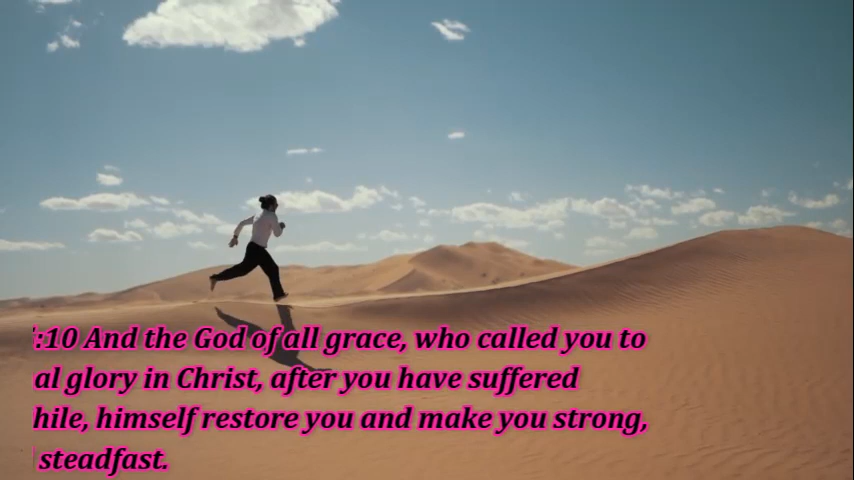 :10 And the God of all grace, who called you to
al glory in Christ, after you have suffered
hile, himself restore you and make you strong,
steadfast.